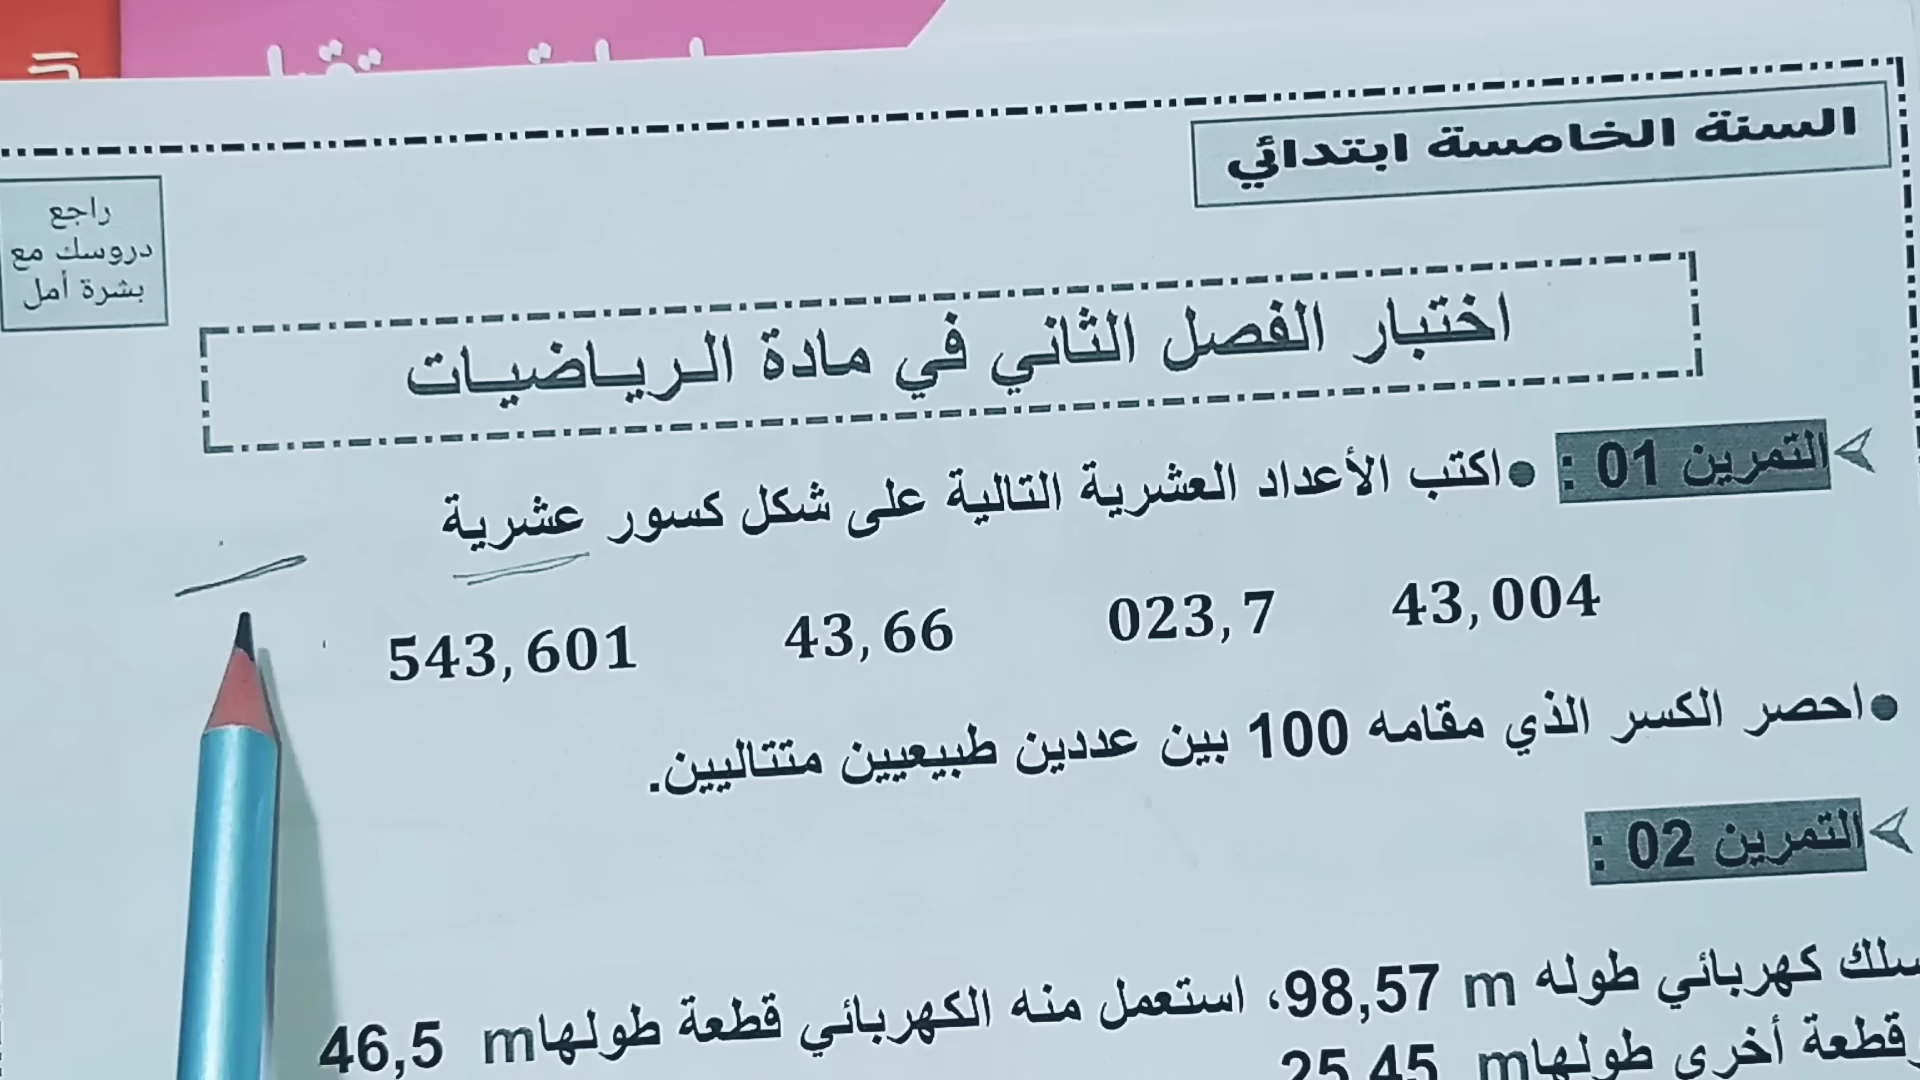 السنة الخامسة ابتدائي
راجع
دروسك مع
بشرة أمل
اختبار الفصل الثاني في مادة الرياضيات
التمرين 01 : • اكتب الأعداد العشرية التالية على شكل كسور عشرية
43,004 023,7 43,66 543,601
• احصر الكسر الذي مقامه 100 بين عددين طبيعيين متتاليين.
التمرين 02 :
سلك كهربائي طوله 98,57 m، استعمل منه الكهربائي قطعة طولها 46,5 m
قطعة أخرى طولها 25,45 m